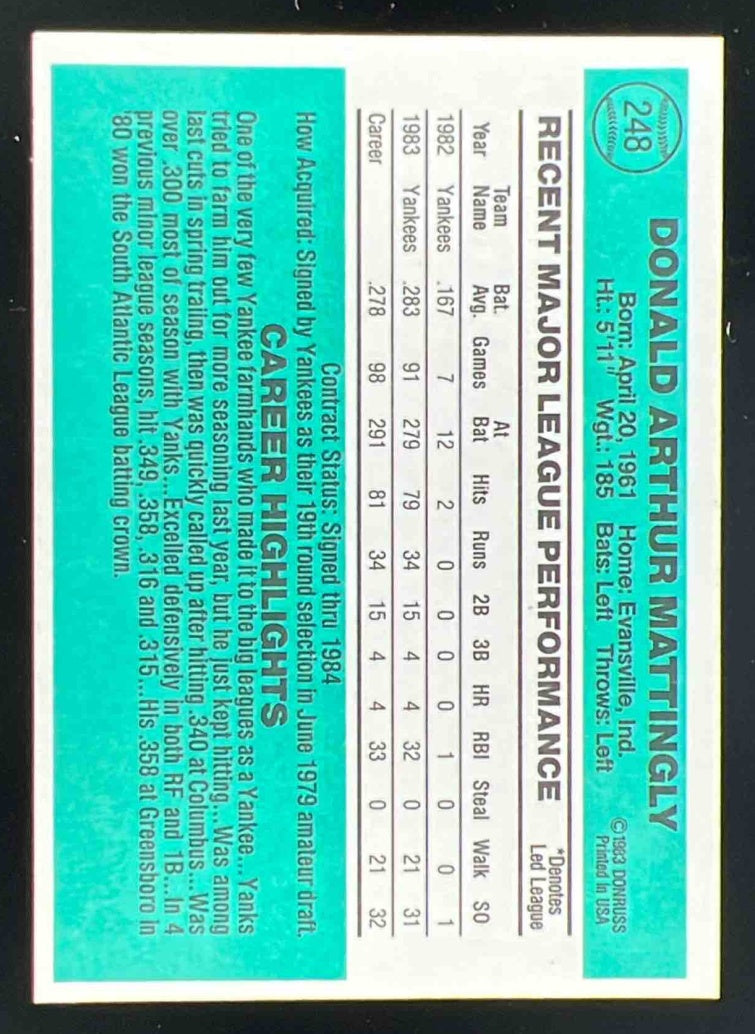 248
DONALD ARTHUR MATTINGLY
Born: April 20, 1961 Home: Evansville, Ind.
Ht.: 5'11" Wgt.: 185 Bats: Left Throws: Left
©1983 DONRUSS
Printed In USA
RECENT MAJOR LEAGUE PERFORMANCE
*Denotes
Led League
Team Bat. At
Year Name Avg. Games Bat Hits Runs 2B 3B HR RBI Steal Walk SO
1982 Yankees .167 7 12 2 0 0 0 0 1 0 0 1
1983 Yankees .283 91 279 79 34 15 4 4 32 0 21 31
Career .278 98 291 81 34 15 4 4 33 0 21 32
Contract Status: Signed thru 1984
How Acquired: Signed by Yankees as their 19th round selection in June 1979 amateur draft.
CAREER HIGHLIGHTS
One of the very few Yankee farmhands who made it to the big leagues as a Yankee... Yanks
tried to farm him out for more seasoning last year, but he just kept hitting... Was among
last cuts in spring traiing, then was quickly called up after hitting .340 at Columbus... Was
over .300 most of season with Yanks... Excelled defensively in both RF and 1B... In 4
previous minor league seasons, hit .349, .358, .316 and .315... His .358 at Greensboro in
'80 won the South Atlantic League batting crown.